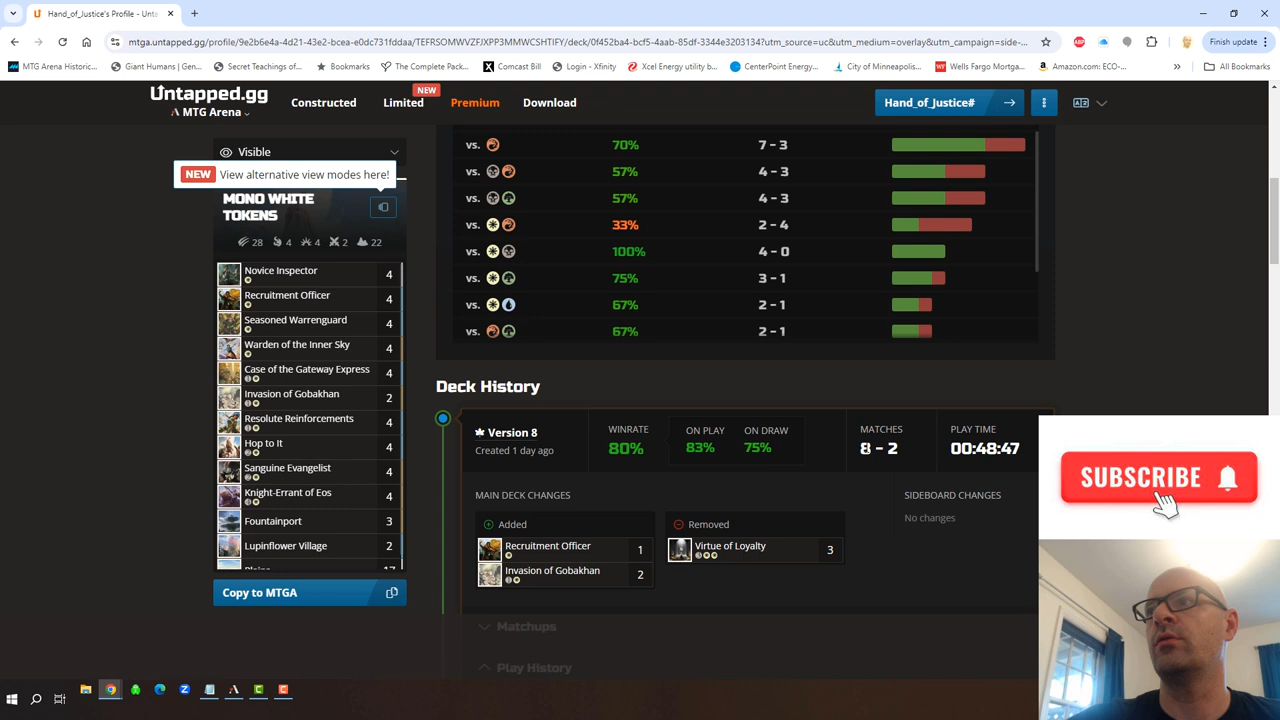 Hand_of_Justice's Profile - Unta
mtga.untapped.gg/profile/9e2b6e4a-4d21-43e2-bcea-e0dc731fddaa/TEFRSOMWVZFJXPP3MMWCSHTIFY/deck/0f452ba4-bcf5-4aab-85df-3344e3203134?utm_source=uc&utm_medium=overlay&utm_campaign=side-...
ABP
Finish update
MTG Arena Historic...
Giant Humans | Gen...
Secret Teachings of...
Bookmarks
The Complete Pack...
Comcast Bill
Login - Xfinity
Xcel Energy utility b...
CenterPoint Energy...
City of Minneapolis...
Wells Fargo Mortga...
Amazon.com: ECO-...
All Bookmarks
Untapped.gg
MTG Arena
Constructed
NEW
Limited
Premium
Download
Hand_of_Justice#
Visible
NEW View alternative view modes here!
MONO WHITE
TOKENS
28 4 4 2 22
Novice Inspector 4
Recruitment Officer 4
Seasoned Warrenguard 4
Warden of the Inner Sky 4
Case of the Gateway Express 4
Invasion of Gobakhan 2
Resolute Reinforcements 4
Hop to It 4
Sanguine Evangelist 4
Knight-Errant of Eos 4
Fountainport 3
Lupinflower Village 2
Plains 17
Copy to MTGA
vs. 70% 7 - 3
vs. 57% 4 - 3
vs. 57% 4 - 3
vs. 33% 2 - 4
vs. 100% 4 - 0
vs. 75% 3 - 1
vs. 67% 2 - 1
vs. 67% 2 - 1
Deck History
Version 8
Created 1 day ago
WINRATE
80%
ON PLAY
83%
ON DRAW
75%
MATCHES
8 - 2
PLAY TIME
00:48:47
MAIN DECK CHANGES
Added
Recruitment Officer 1
Invasion of Gobakhan 2
Removed
Virtue of Loyalty 3
SIDEBOARD CHANGES
No changes
Matchups
Play History
SUBSCRIBE